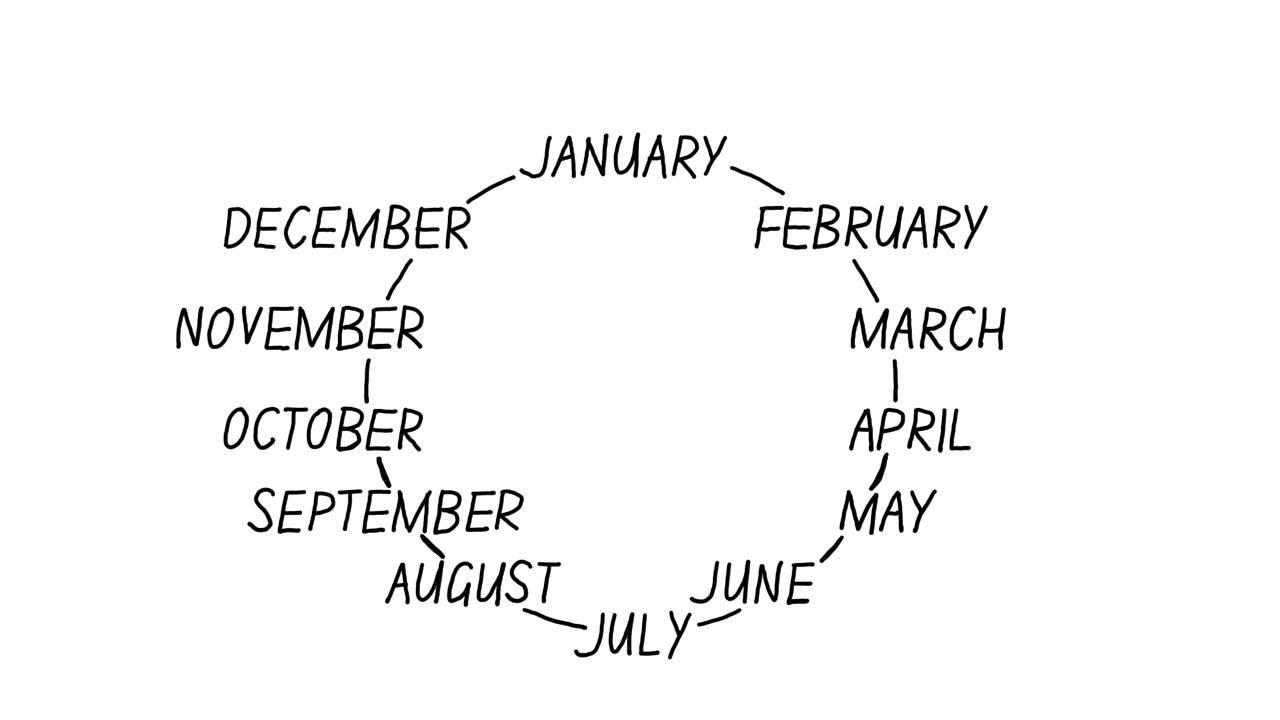 JANUARY
FEBRUARY
MARCH
APRIL
MAY
JUNE
JULY
AUGUST
SEPTEMBER
OCTOBER
NOVEMBER
DECEMBER